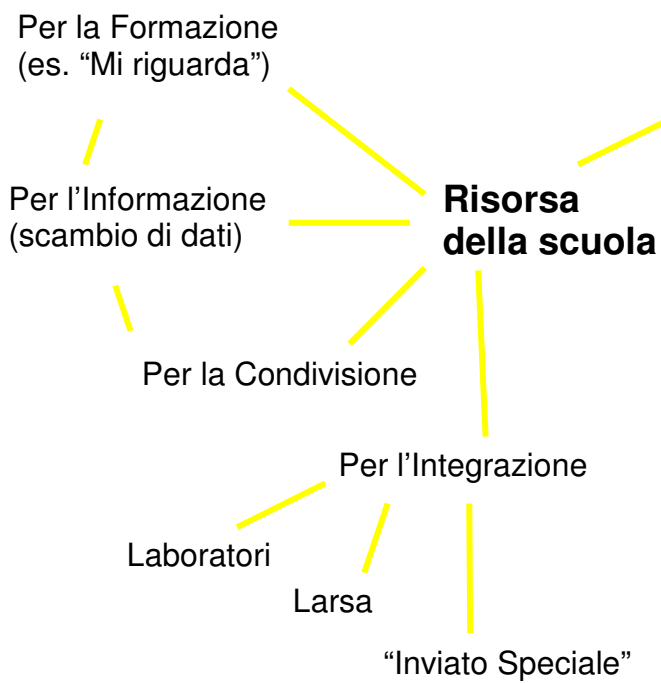 Per la Formazione
(es. “Mi riguarda”)
Per l’Informazione
(scambio di dati)
Risorsa
della scuola
Per la Condivisione
Per l’Integrazione
Laboratori
Larsa
“Inviato Speciale”